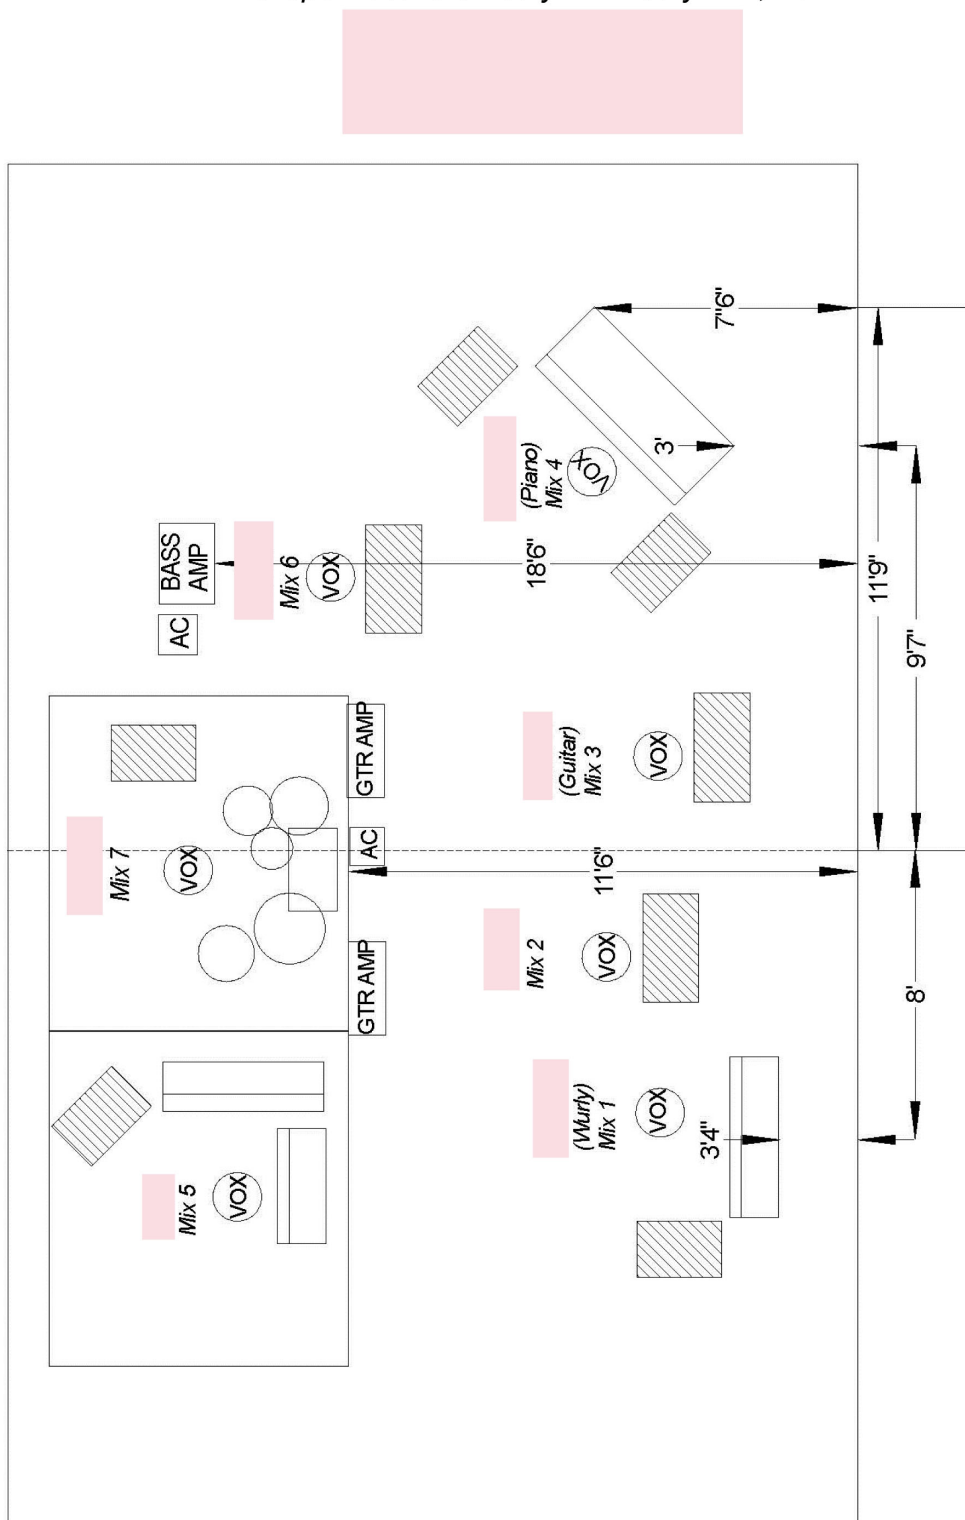 Mix 7
BASS
AMP
AC
Mix 5
VOX
VOX
Mix 6
VOX
GTR AMP
AC
GTR AMP
Mix 2
(Piano)
Mix 4
18'6"
(Wurly)
Mix 1
(Guitar)
Mix 3
VOX
VOX
11'6"
VOX
VOX
3'
3'4"
7"6"
11'9"
8'
9'7"